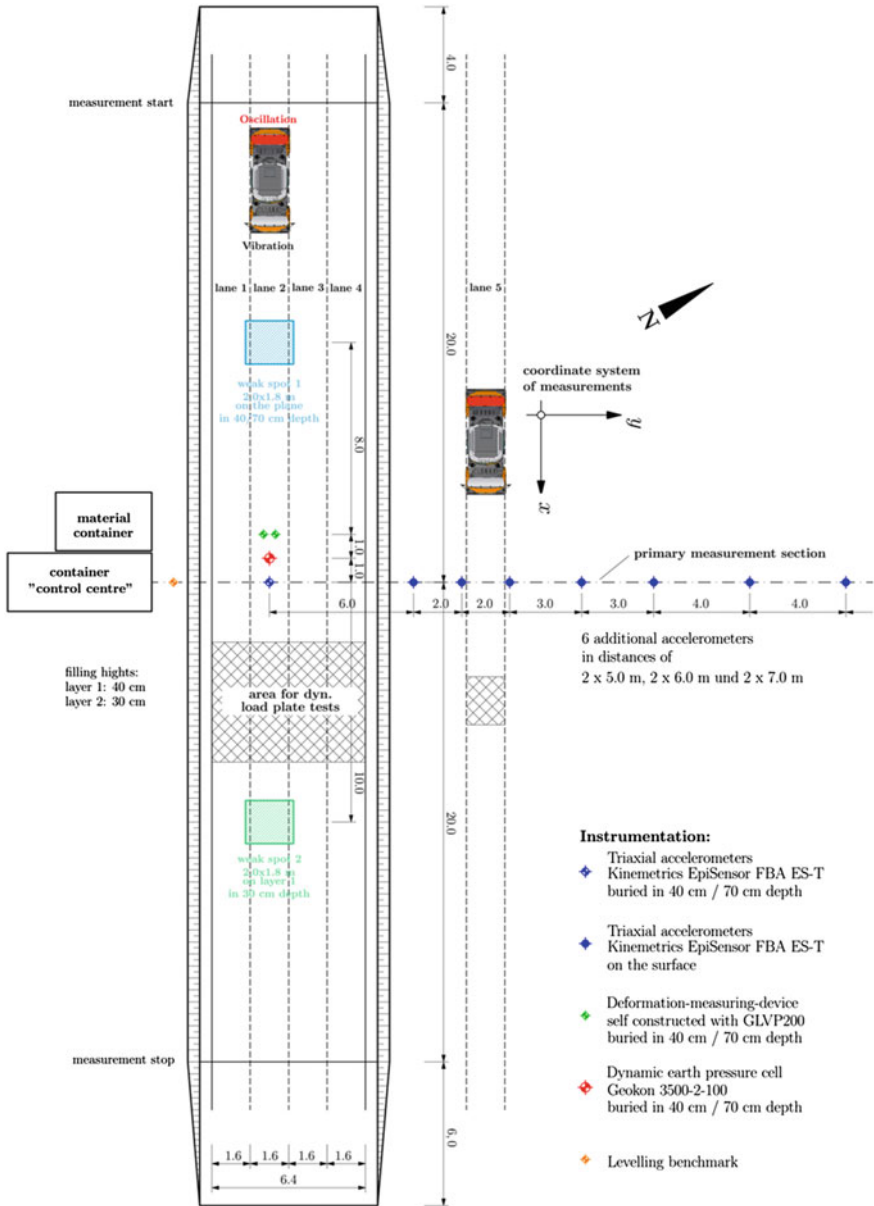 4.0
measurement start
Oscillation
Vibration
lane 1
lane 2
lane 3
lane 4
lane 5
N
20.0
weak spot 1
2.0x1.8 m
on the plane
in 40/70 cm depth
coordinate system
of measurements
y
x
8.0
material
container
1.0
1.0
container
"control centre"
primary measurement section
6.0
2.0
2.0
3.0
3.0
4.0
4.0
6 additional accelerometers
in distances of
2 x 5.0 m, 2 x 6.0 m und 2 x 7.0 m
filling hights:
layer 1: 40 cm
layer 2: 30 cm
area for dyn.
load plate tests
10.0
20.0
weak spot 2
2.0x1.8 m
on layer 1
in 30 cm depth
Instrumentation:
Triaxial accelerometers
Kinemetrics EpiSensor FBA ES-T
buried in 40 cm / 70 cm depth
Triaxial accelerometers
Kinemetrics EpiSensor FBA ES-T
on the surface
Deformation-measuring-device
self constructed with GLVP200
buried in 40 cm / 70 cm depth
measurement stop
Dynamic earth pressure cell
Geokon 3500-2-100
buried in 40 cm / 70 cm depth
6.0
1.6
1.6
1.6
1.6
6.4
Levelling benchmark